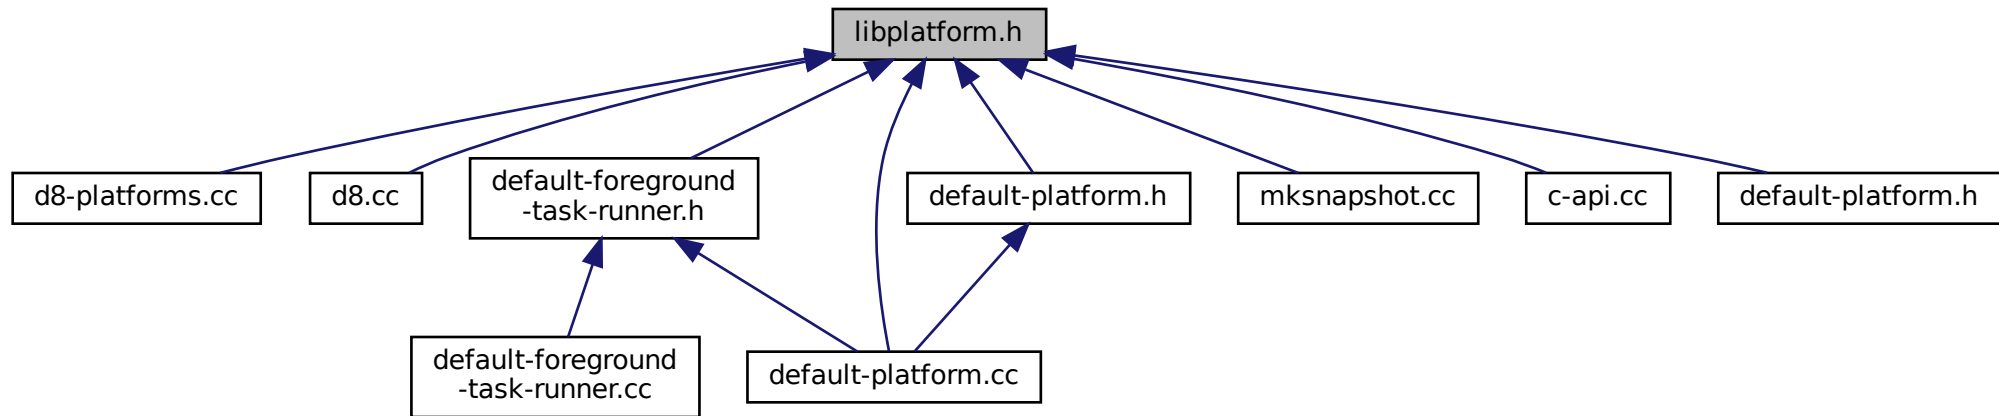 libplatform.h
d8-platforms.cc
d8.cc
default-foreground
-task-runner.h
default-platform.h
mksnapshot.cc
c-api.cc
default-platform.h
default-foreground
-task-runner.cc
default-platform.cc